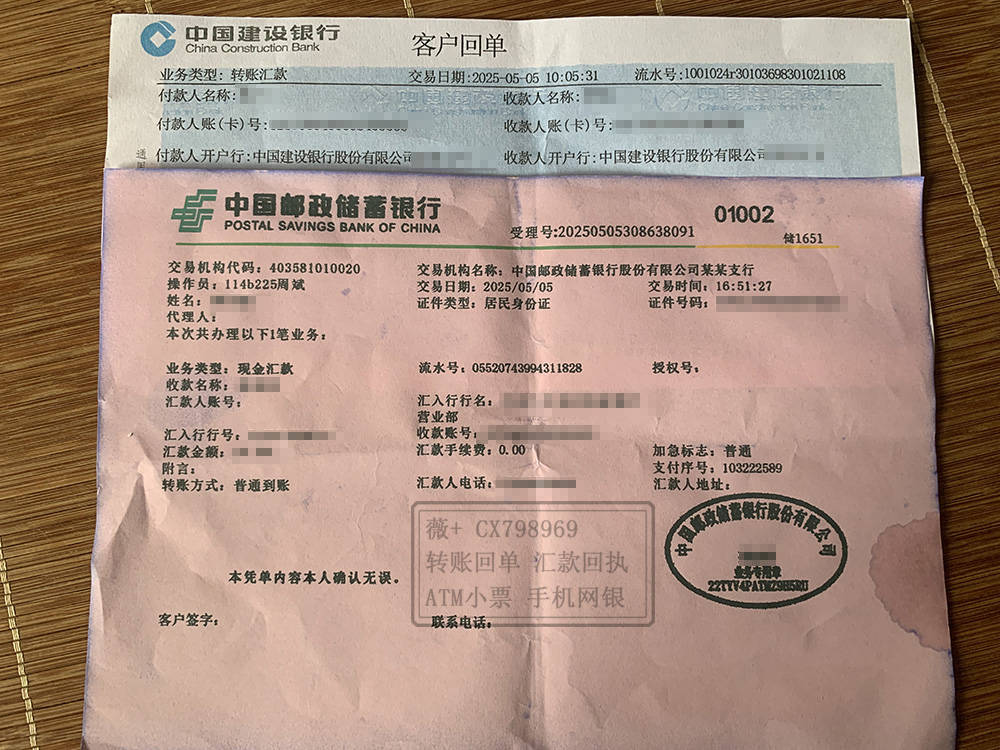 中国建设银行
China Construction Bank
客户回单
业务类型: 转账汇款 交易日期:2025-05-05 10:05:31 流水号:1001024r30103698301021108
付款人名称: 收款人名称:
付款人账(卡)号: 收款人账(卡)号:
付款人开户行:中国建设银行股份有限公司 收款人开户行:中国建设银行股份有限公司
中国邮政储蓄银行
POSTAL SAVINGS BANK OF CHINA
01002
受理号:20250505308638091
储1651
交易机构代码: 403581010020 交易机构名称: 中国邮政储蓄银行股份有限公司某某支行
操作员: 114b225周斌 交易日期: 2025/05/05 交易时间: 16:51:27
姓名: 证件类型: 居民身份证 证件号码:
代理人:
本次共办理以下1笔业务:
业务类型: 现金汇款 流水号: 05520743994311828 授权号:
收款名称:
汇款人账号: 汇入行行名:
营业部
汇入行行号: 收款账号:
汇款金额: 汇款手续费: 0.00 加急标志: 普通
附言: 支付序号: 103222589
转账方式: 普通到账 汇款人电话: 汇款人地址:
薇+ CX798969
转账回单 汇款回执
ATM小票 手机网银
中国邮政储蓄银行股份有限公司
业务专用章
本凭单内容本人确认无误。
客户签字: 联系电话: